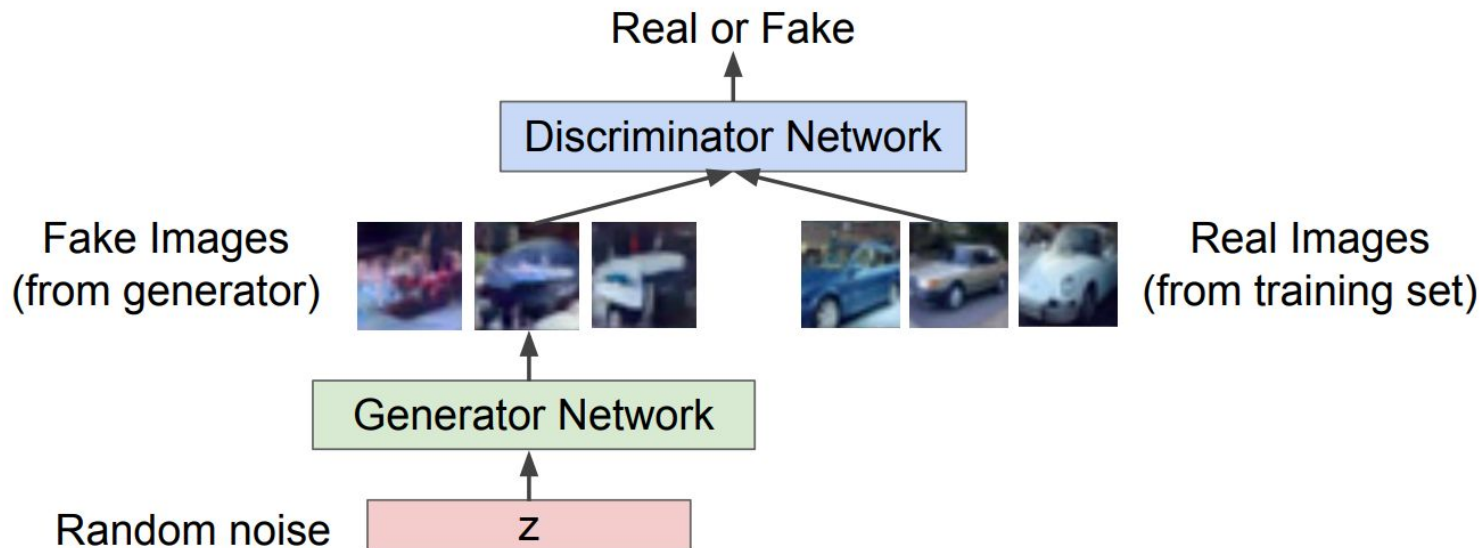 Real or Fake
Discriminator Network
Fake Images
(from generator)
Real Images
(from training set)
Generator Network
Random noise
z